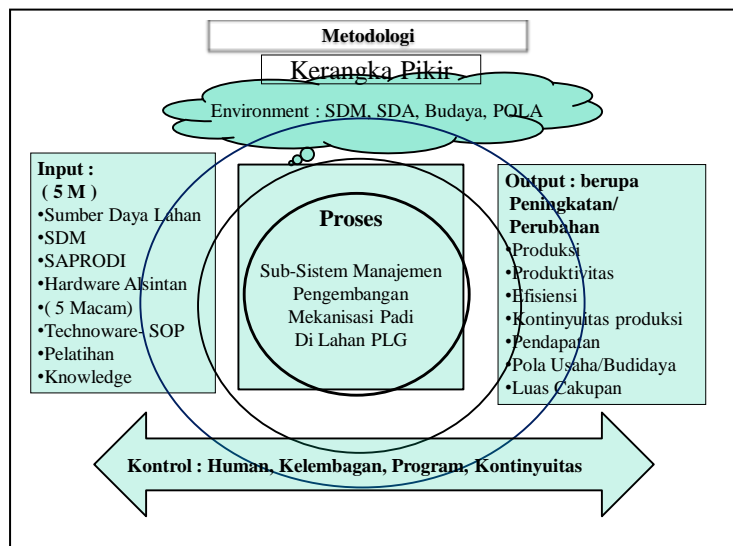 Metodologi
Kerangka Pikir
Environment : SDM, SDA, Budaya, POLA
Input :
( 5 M )
•Sumber Daya Lahan
•SDM
•SAPRODI
•Hardware Alsintan
•( 5 Macam)
•Technoware- SOP
•Pelatihan
•Knowledge
Proses
Sub-Sistem Manajemen
Pengembangan
Mekanisasi Padi
Di Lahan PLG
Output : berupa
Peningkatan/
Perubahan
•Produksi
•Produktivitas
•Efisiensi
•Kontinyuitas produksi
•Pendapatan
•Pola Usaha/Budidaya
•Luas Cakupan
Kontrol : Human, Kelembagan, Program, Kontinyuitas